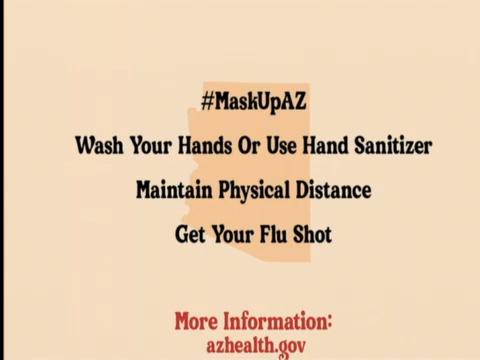 #MaskUpAZ
Wash Your Hands Or Use Hand Sanitizer
Maintain Physical Distance
Get Your Flu Shot
More Information:
azhealth.gov